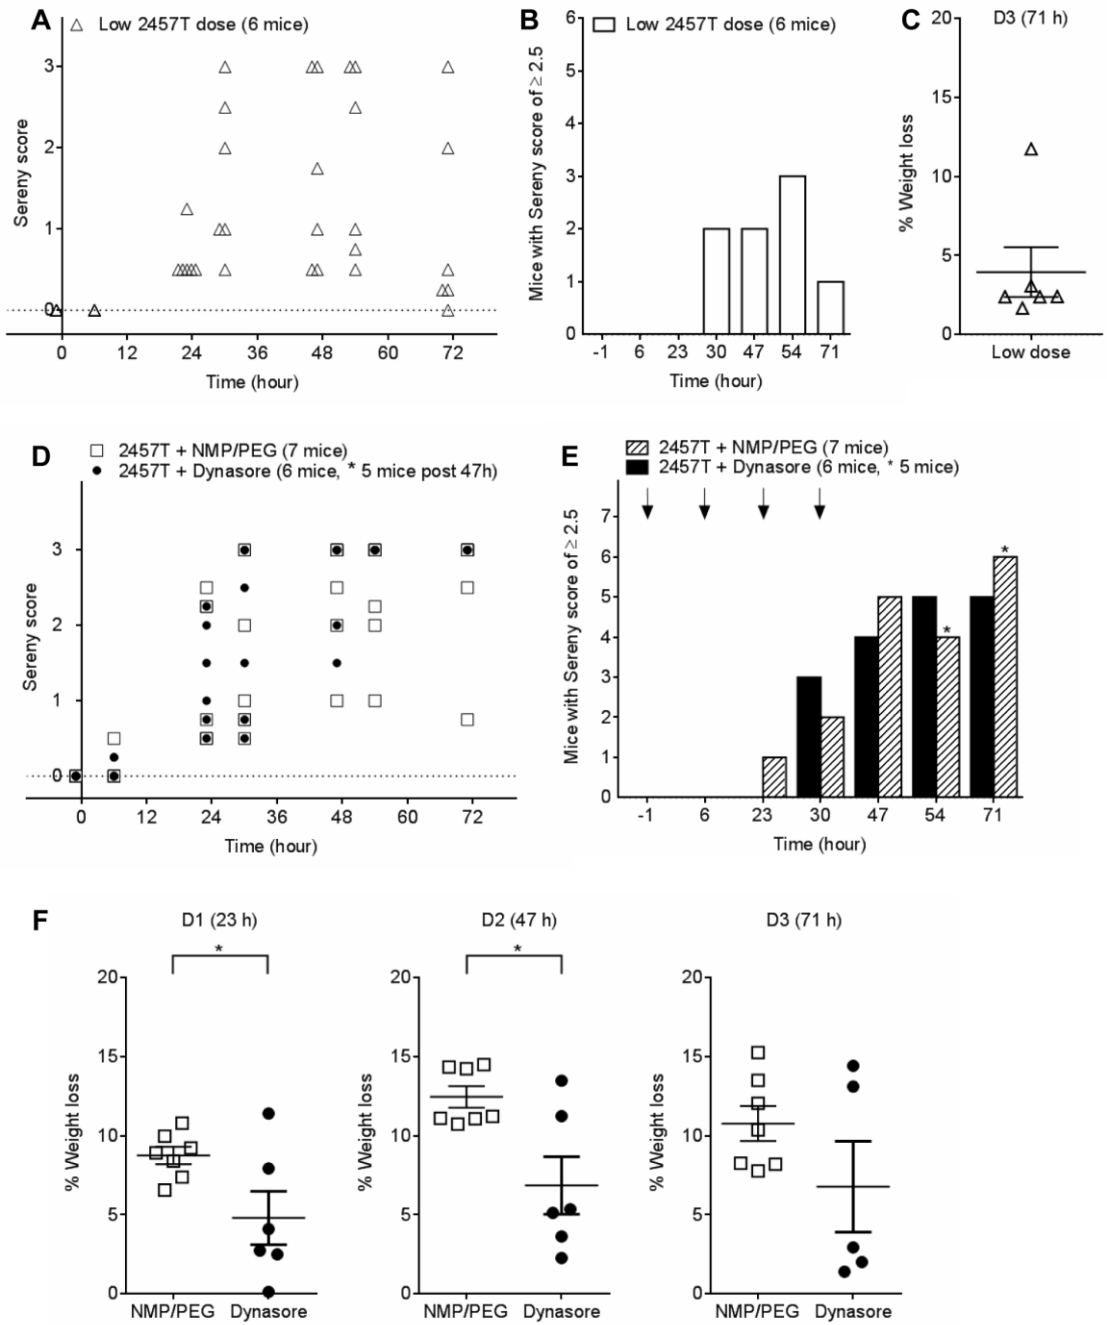 A
△ Low 2457T dose (6 mice)
Sereny score
3
2
1
0
0 12 24 36 48 60 72
Time (hour)
B
Low 2457T dose (6 mice)
Mice with Sereny score of ≥ 2.5
6
5
4
3
2
1
0
-1 6 23 30 47 54 71
Time (hour)
C
D3 (71 h)
% Weight loss
20
15
10
5
0
Low dose
D
2457T + NMP/PEG (7 mice)
2457T + Dynasore (6 mice, * 5 mice post 47h)
Sereny score
3
2
1
0
0 12 24 36 48 60 72
Time (hour)
E
2457T + NMP/PEG (7 mice)
2457T + Dynasore (6 mice, * 5 mice)
Mice with Sereny score of ≥ 2.5
7
6
5
4
3
2
1
0
*
*
-1 6 23 30 47 54 71
Time (hour)
F
D1 (23 h)
*
% Weight loss
20
15
10
5
0
NMP/PEG Dynasore
D2 (47 h)
*
% Weight loss
20
15
10
5
0
NMP/PEG Dynasore
D3 (71 h)
% Weight loss
20
15
10
5
0
NMP/PEG Dynasore